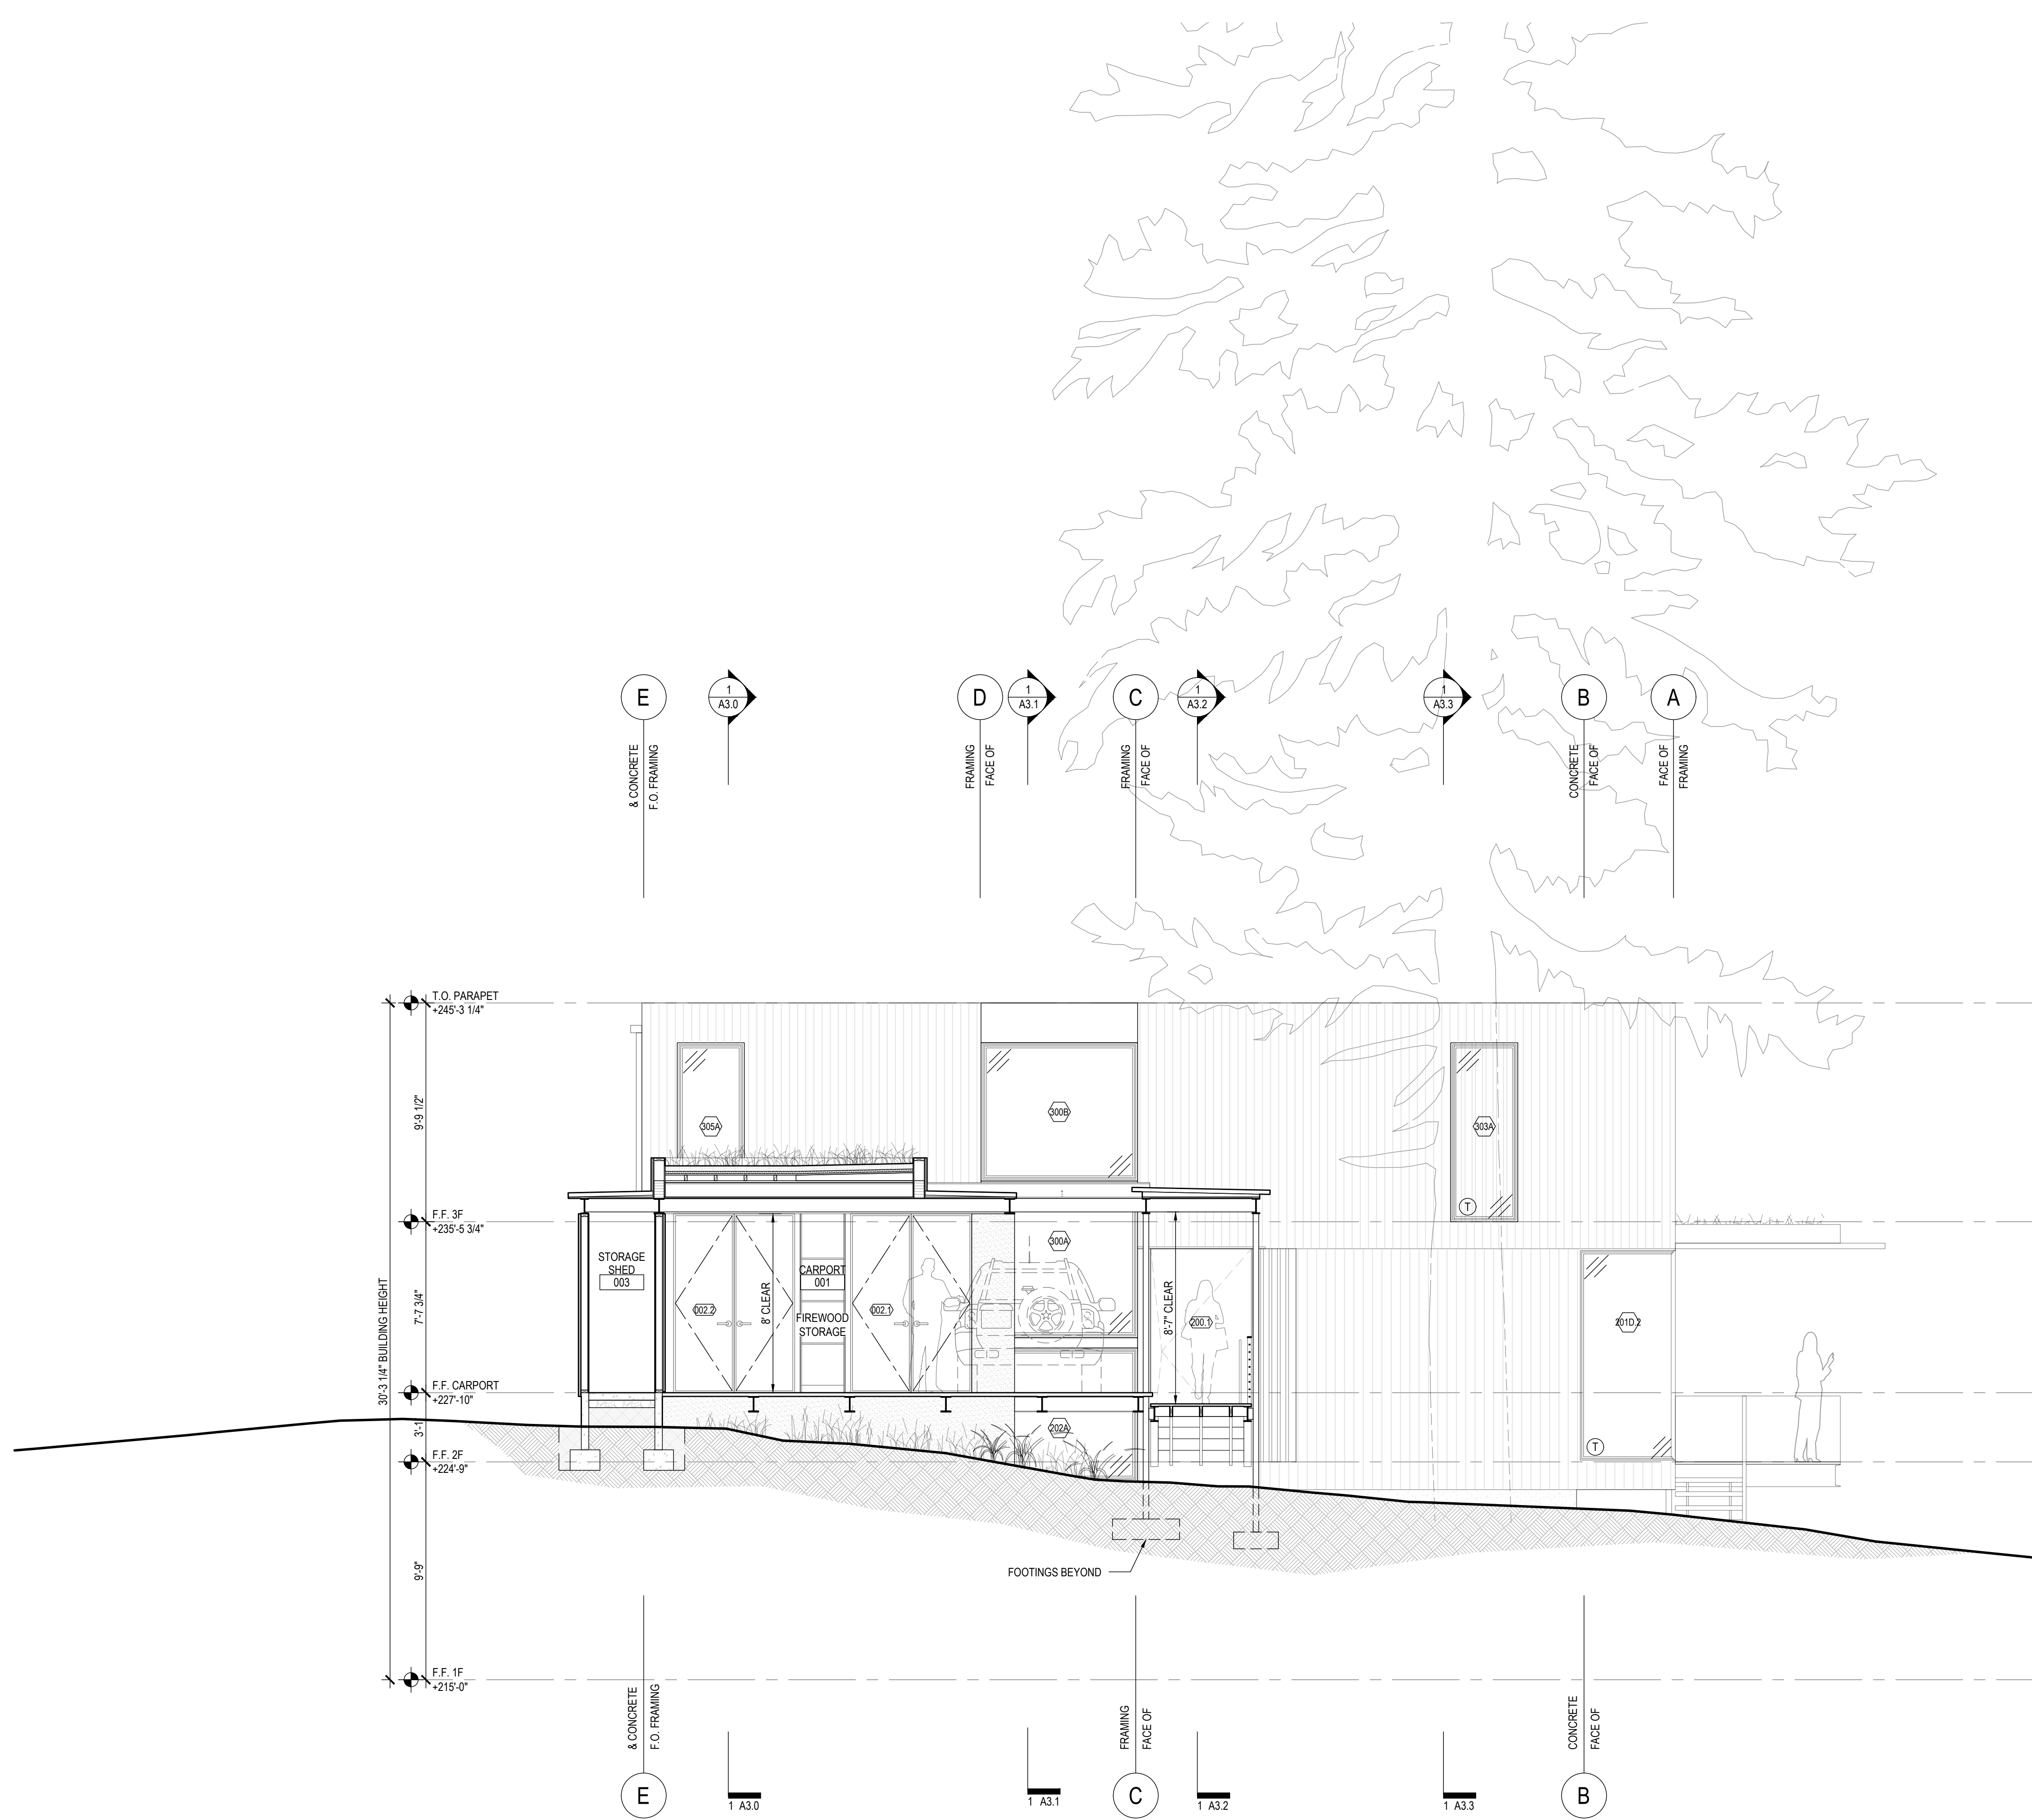 E
1
A3.0
D
1
A3.1
C
1
A3.2
1
A3.3
B
A
& CONCRETE
F.O. FRAMING
FRAMING
FACE OF
FRAMING
FACE OF
CONCRETE
FACE OF
FACE OF
FRAMING
T.O. PARAPET
+245'-3 1/4"
9'-9 1/2"
305A
300B
303A
T
F.F. 3F
+235'-5 3/4"
STORAGE
SHED
003
002.2
8' CLEAR
CARPORT
001
FIREWOOD
STORAGE
002.1
300A
8'-7" CLEAR
200.1
201D.2
T
30'-3 1/4" BUILDING HEIGHT
7'-7 3/4"
F.F. CARPORT
+227'-10"
3'-1
202A
F.F. 2F
+224'-9"
9'-9"
FOOTINGS BEYOND
F.F. 1F
+215'-0"
& CONCRETE
F.O. FRAMING
FRAMING
FACE OF
CONCRETE
FACE OF
E
1 A3.0
1 A3.1
C
1 A3.2
1 A3.3
B